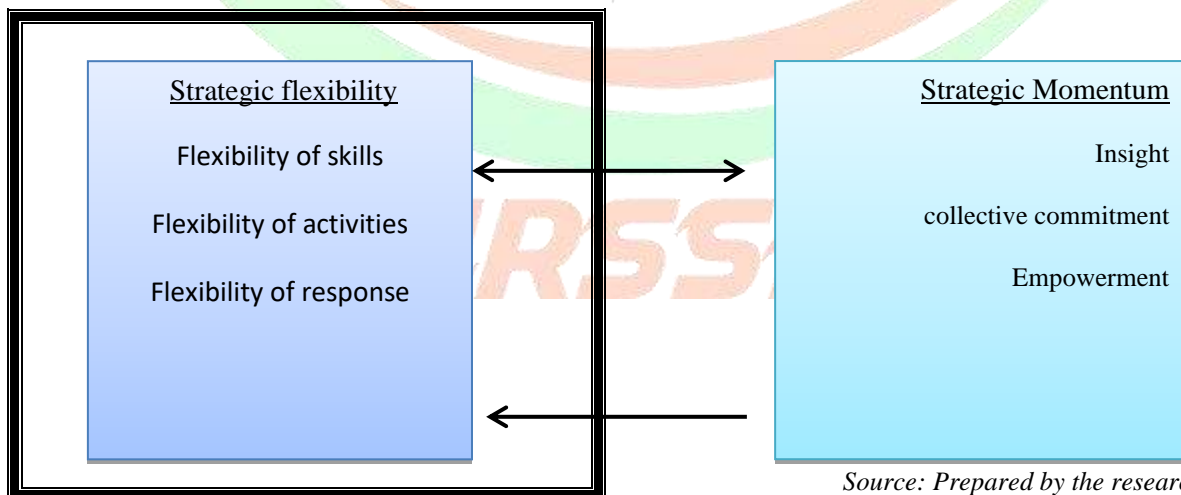 Strategic flexibility
Flexibility of skills
Flexibility of activities
Flexibility of response
Strategic Momentum
Insight
collective commitment
Empowerment
Source: Prepared by the